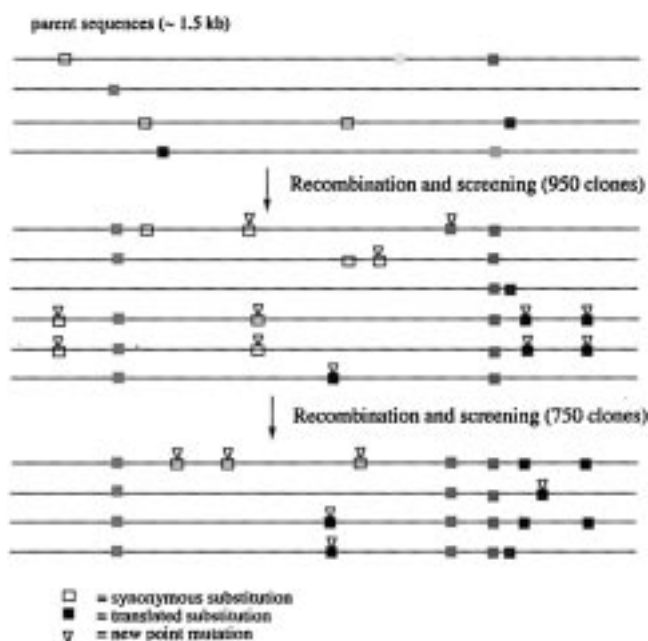 parent sequences (~ 1.5 kb)
Recombination and screening (950 clones)
Recombination and screening (750 clones)
= synonymous substitution
= translated substitution
= new point mutation